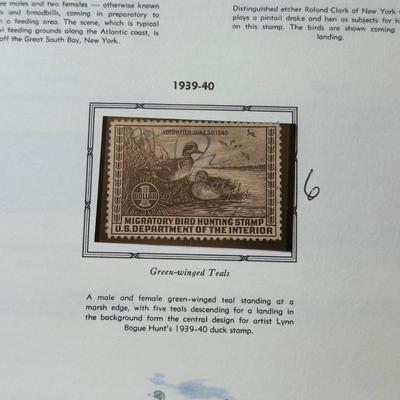 ee males and two females — otherwise known
s and broadbills, coming in preparatory to
n a feeding area. The scene, which is typical
l feeding grounds along the Atlantic coast, is
off the Great South Bay, New York.
Distinguished etcher Roland Clark of New York
plays a pintail drake and hen as subjects for h
on this stamp. The birds are shown coming
landing.
1939-40
VOID AFTER JUNE 30 1940
1
DOLLAR
MIGRATORY BIRD HUNTING STAMP
U.S. DEPARTMENT OF THE INTERIOR
6
Green-winged Teals
A male and female green-winged teal standing at a
marsh edge, with five teals descending for a landing in
the background form the central design for artist Lynn
Bogue Hunt's 1939-40 duck stamp.